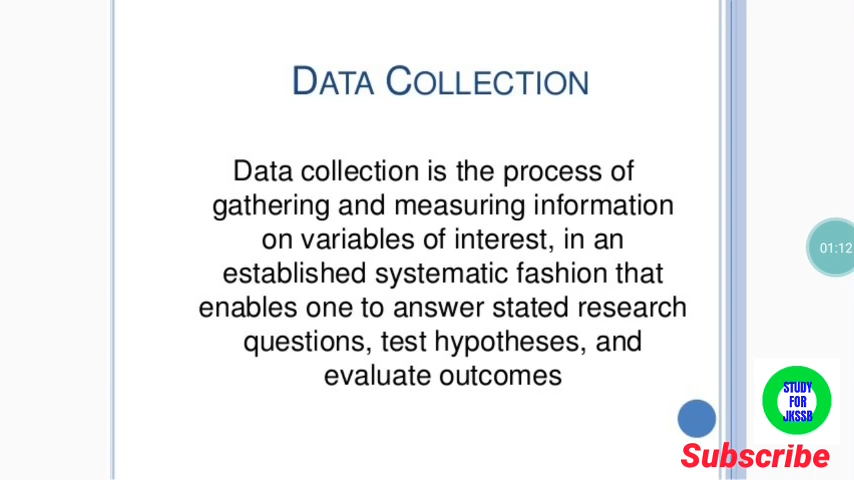 DATA COLLECTION
Data collection is the process of
gathering and measuring information
on variables of interest, in an
established systematic fashion that
enables one to answer stated research
questions, test hypotheses, and
evaluate outcomes
01:12
STUDY
FOR
JKSSB
Subscribe